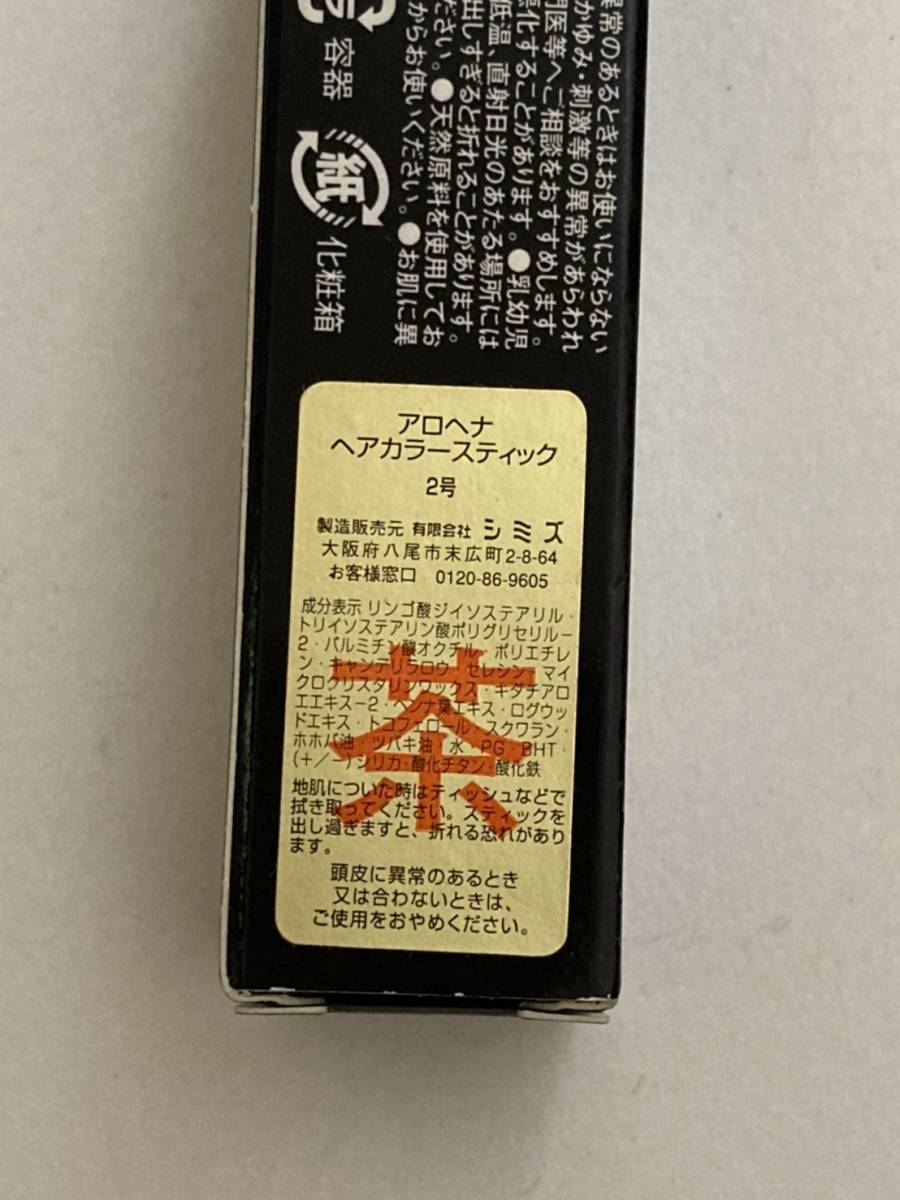 異常のあるときはお使いにならない
かゆみ・刺激等の異常があらわれ
門医等へご相談をおすすめします。
悪化することがあります。●乳幼児
低温、直射日光のあたる場所には
出しすぎると折れることがあります。
ださい。●天然原料を使用してお
からお使いください。●お肌に異
容器
紙
化粧箱
アロヘナ
ヘアカラースティック
2号
製造販売元 有限会社 シミズ
大阪府八尾市末広町2-8-64
お客様窓口 0120-86-9605
成分表示 リンゴ酸ジイソステアリル・
トリイソステアリン酸ポリグリセリル−
2・パルミチン酸オクチル・ポリエチレ
ン・キャンデリラロウ・セレシン・マイ
クロクリスタリンワックス・キダチアロ
エエキス−2・ヘンナ葉エキス・ログウッ
ドエキス・トコフェロール・スクワラン・
ホホバ油・ツバキ油・水・PG・BHT・
(+/−)シリカ・酸化チタン・酸化鉄
茶
地肌についた時はティッシュなどで
拭き取ってください。スティックを
出し過ぎますと、折れる恐れがあり
ます。
頭皮に異常のあるとき
又は合わないときは、
ご使用をおやめください。